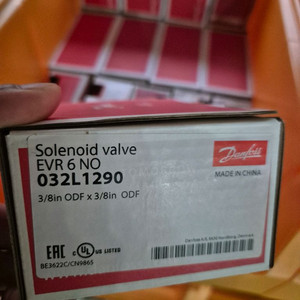 Solenoid valve
EVR 6 NO
032L1290
3/8in ODF x 3/8in ODF
Danfoss
MADE IN CHINA
EAC
c UL US LISTED
BE3622C/CN9865